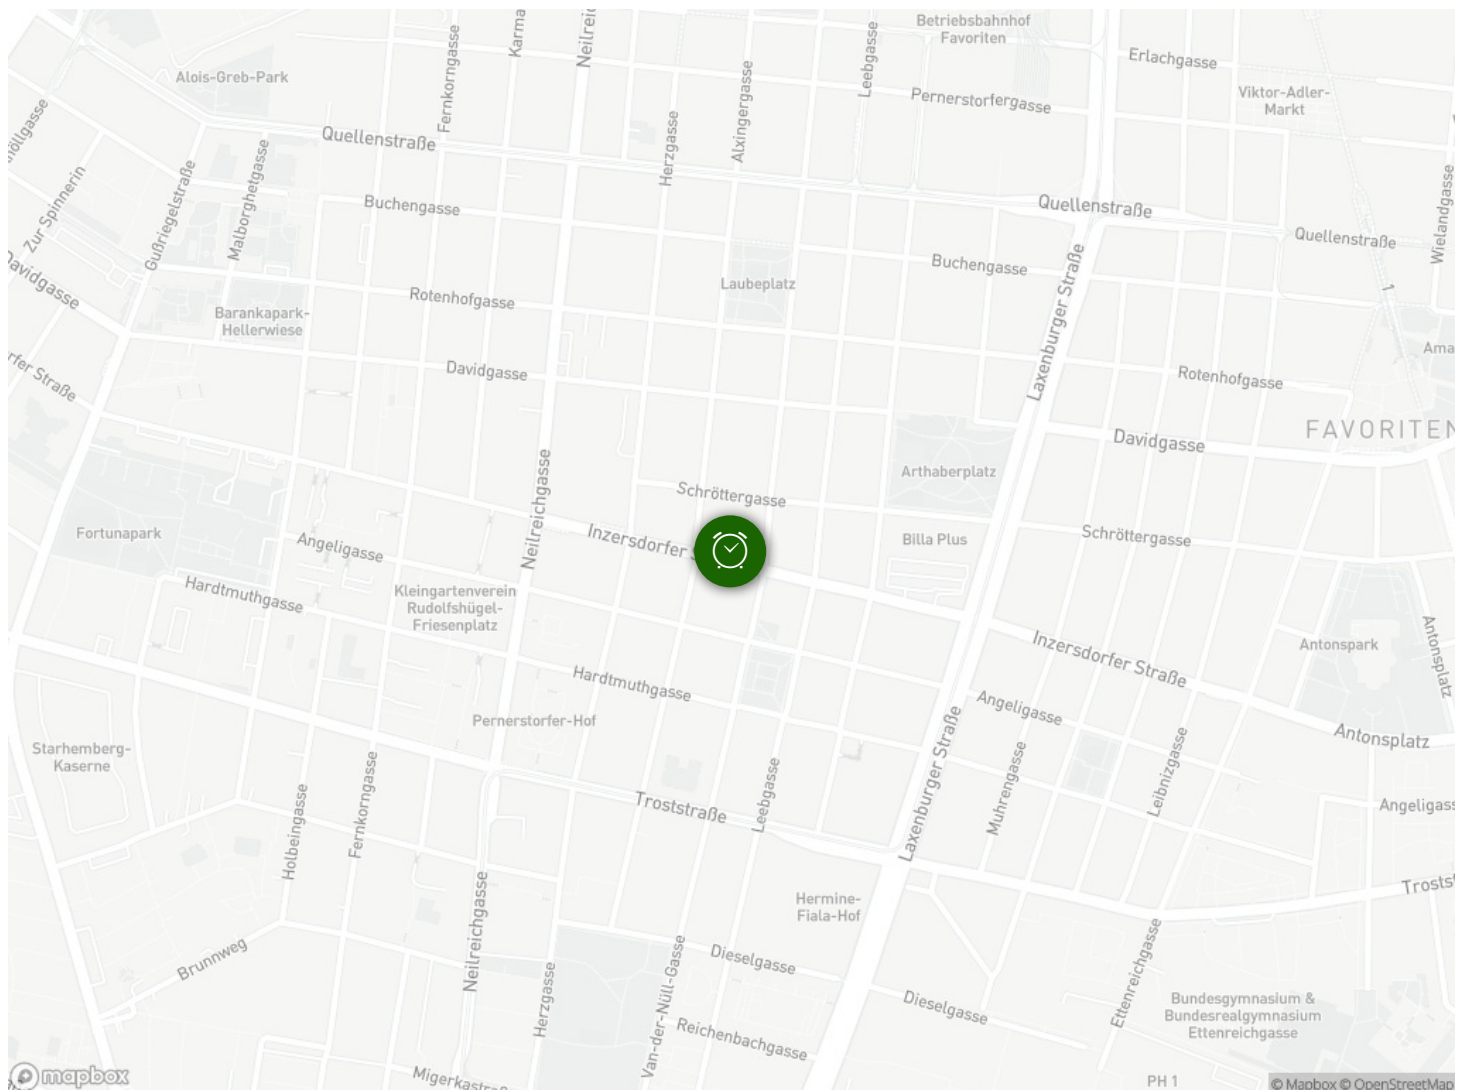 Betriebsbahnhof
Favoriten
Karma
Neilreic
Leebgasse
Erlachgasse
Alois-Greb-Park
Fernkorngasse
Alxingergasse
Pernerstorfergasse
Viktor-Adler-
Markt
Quellenstraße
Herzgasse
Zur Spinnerin
Gußriegelstraße
Malborghetgasse
Buchengasse
Quellenstraße
Quellenstraße
Wielandgasse
Davidgasse
Laubeplatz
Buchengasse
1
Rotenhofgasse
Barankapark-
Hellerwiese
Laxenburger Straße
Ama
rfer Straße
Davidgasse
Rotenhofgasse
FAVORITEN
Davidgasse
Arthaberplatz
Neilreichgasse
Schröttergasse
Fortunapark
Angeligasse
Inzersdorfer
Billa Plus
Schröttergasse
Hardtmuthgasse
Kleingartenverein
Rudolfshügel-
Friesenplatz
Inzersdorfer Straße
Antonspark
Antonsplatz
Hardtmuthgasse
Angeligasse
Pernerstorfer-Hof
Antonsplatz
Starhemberg-
Kaserne
Laxenburger Straße
Muhrengasse
Leibnizgasse
Holbeingasse
Fernkorngasse
Troststraße
Leebgasse
Angeligass
Trosts
Hermine-
Fiala-Hof
Neilreichgasse
Brunnweg
Herzgasse
Van-der-Nüll-Gasse
Dieselgasse
Dieselgasse
Ettenreichgasse
Bundesgymnasium &
Bundesrealgymnasium
Ettenreichgasse
Reichenbachgasse
Migerkastraße
PH 1
mapbox
© Mapbox © OpenStreetMap